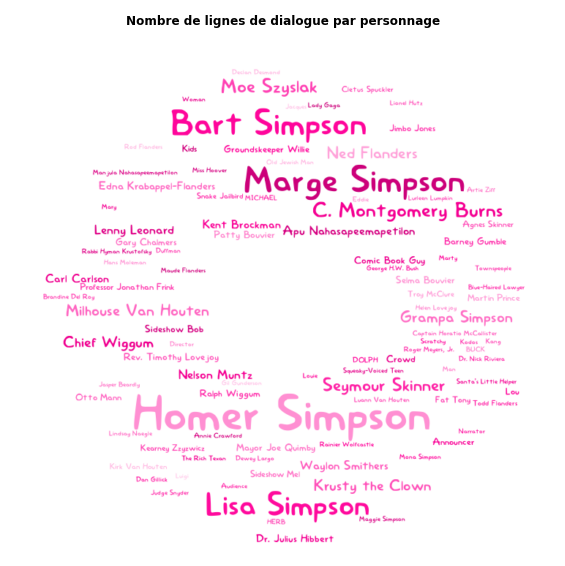 Nombre de lignes de dialogue par personnage
Darcan Desmond
Moe Szyslak
Cletus Spuckler
Woman
Jacques
Lady Gaga
Lionel Hutz
Bart Simpson
Jimbo Jones
Rod Flanders
Kids
Groundskeeper Willie
Ned Flanders
Old Jewish Man
Manjula Nahasapeemapetilon
Miss Hoover
Marge Simpson
Edna Krabappel-Flanders
Artie Ziff
Snake Jailbird
MICHAEL
Eddie
Lurleen Lumpkin
Mary
C. Montgomery Burns
Kent Brockman
Agnes Skinner
Lenny Leonard
Apu Nahasapeemapetilon
Patty Bouvier
Gary Chalmers
Barney Gumble
Rabbi Hyman Krustofsky
Duffman
Hans Moleman
Comic Book Guy
Marty
George H.W. Bush
Townspeople
Maude Flanders
Carl Carlson
Selma Bouvier
Professor Jonathan Frink
Blue-Haired Lawyer
Brandine Del Roy
Troy McClure
Martin Prince
Helen Lovejoy
Milhouse Van Houten
Grampa Simpson
Sideshow Bob
Captain Horatio McCallister
Chief Wiggum
Director
Scratchy
Kodos
Kang
Roger Meyers, Jr.
BUCK
Rev. Timothy Lovejoy
DOLPH
Crowd
Dr. Nick Riviera
Squeaky-Voiced Teen
Man
Nelson Muntz
Louie
Jasper Beardly
Seymour Skinner
Santa's Little Helper
Ralph Wiggum
Lou
Otto Mann
Luann Van Houten
Fat Tony
Todd Flanders
Homer Simpson
Lindsey Naegle
Annie Crawford
Narrator
Announcer
Kearney Zzyzwicz
Mayor Joe Quimby
Rainier Wolfcastle
The Rich Texan
Dewey Largo
Mona Simpson
Kirk Van Houten
Waylon Smithers
Sideshow Mel
Dan Gillick
Luigi
Audience
Krusty the Clown
Judge Snyder
Lisa Simpson
HERB
Maggie Simpson
Dr. Julius Hibbert